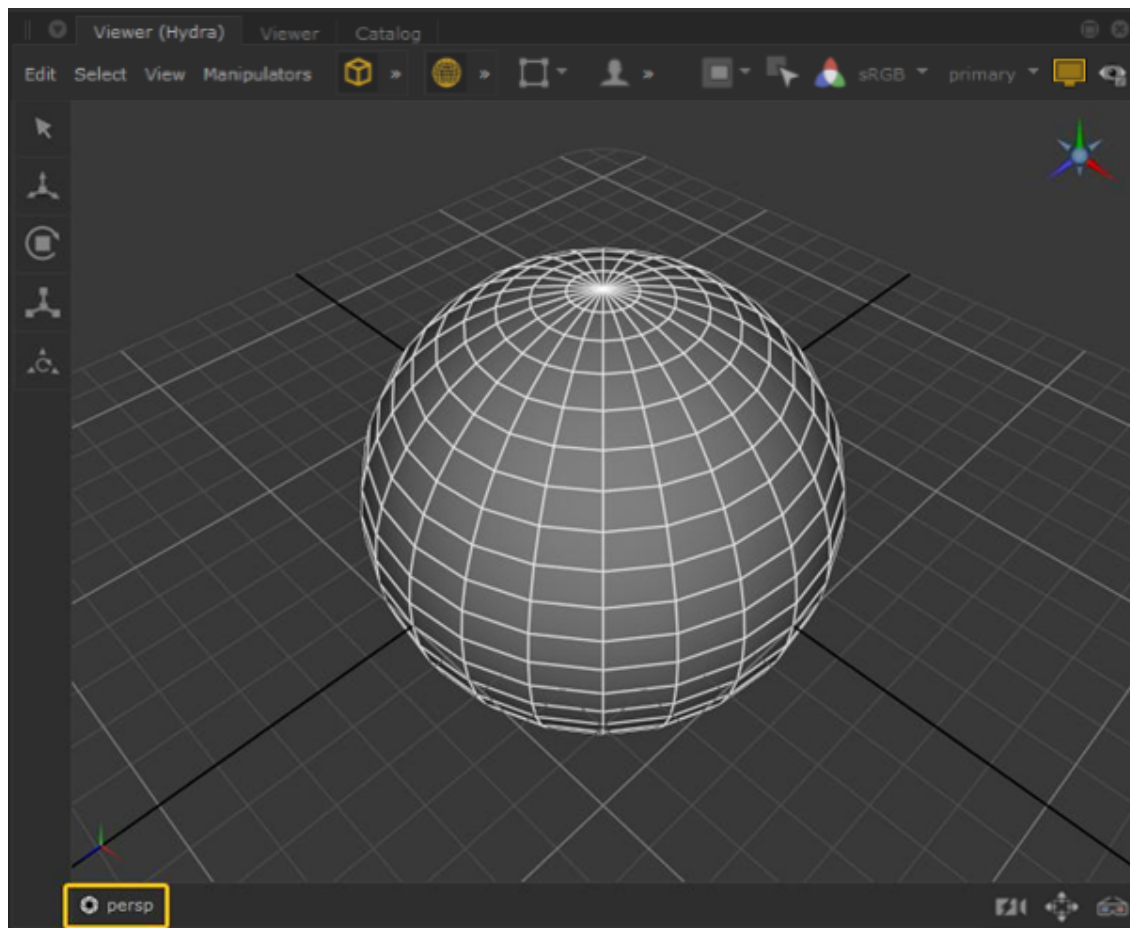 Viewer (Hydra) Viewer Catalog
Edit Select View Manipulators » » » sRGB primary
persp